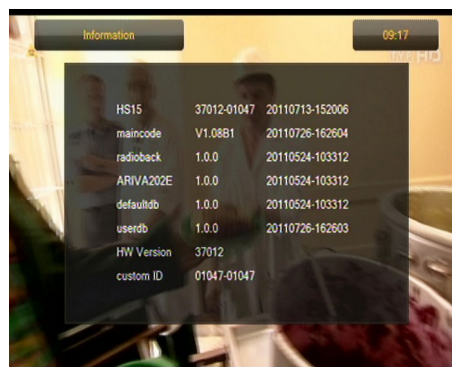 Information 09:17
HD
HS15 37012-01047 20110713-152006
maincode V1.08B1 20110726-162604
radioback 1.0.0 20110524-103312
ARIVA202E 1.0.0 20110524-103312
defaultdb 1.0.0 20110524-103312
userdb 1.0.0 20110726-162603
HW Version 37012
custom ID 01047-01047